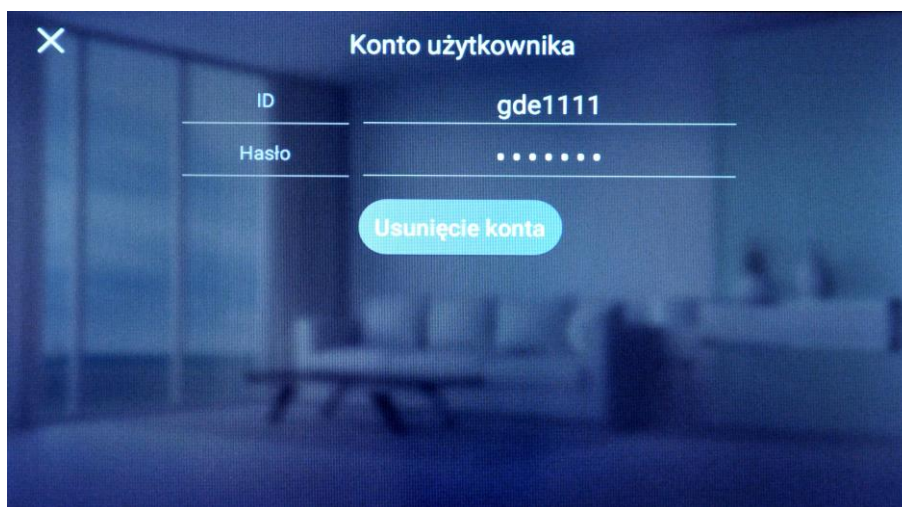 Konto użytkownika
ID gde1111
Hasło •••••••
Usunięcie konta